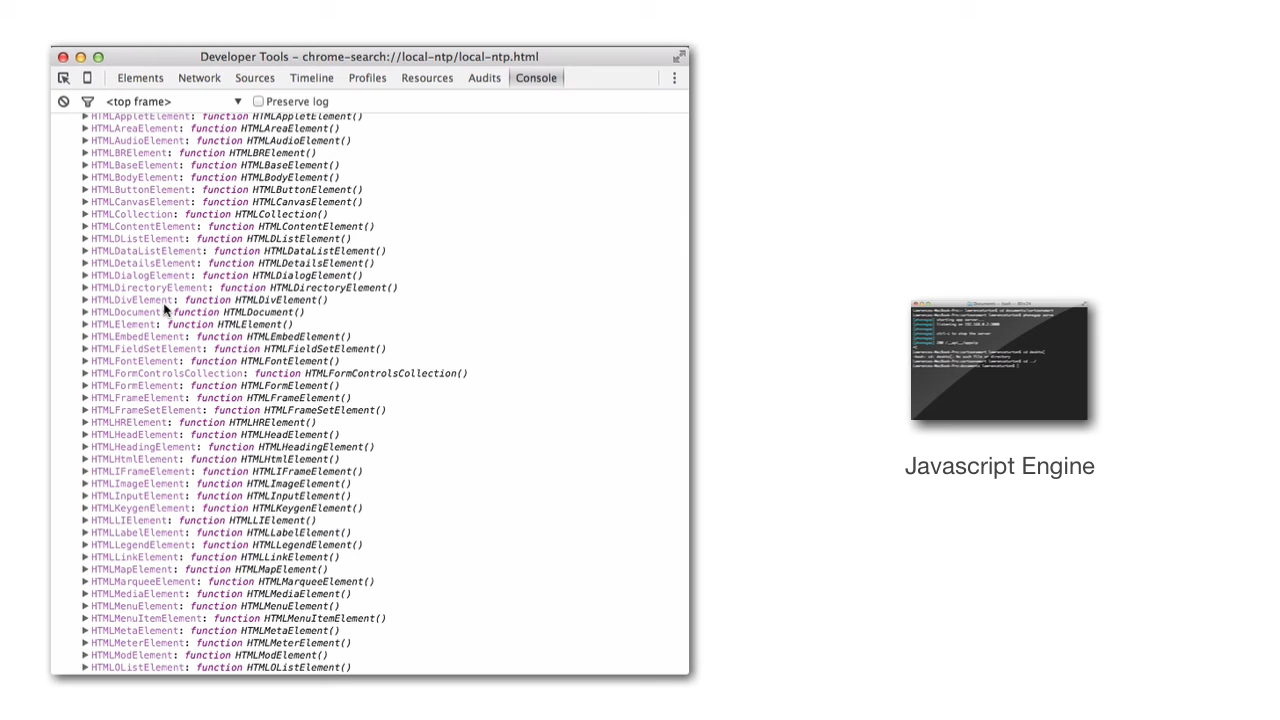 Developer Tools - chrome-search://local-ntp/local-ntp.html
Elements Network Sources Timeline Profiles Resources Audits Console
<top frame> Preserve log
HTMLAppletElement: function HTMLAppletElement()
HTMLAreaElement: function HTMLAreaElement()
HTMLAudioElement: function HTMLAudioElement()
HTMLBRElement: function HTMLBRElement()
HTMLBaseElement: function HTMLBaseElement()
HTMLBodyElement: function HTMLBodyElement()
HTMLButtonElement: function HTMLButtonElement()
HTMLCanvasElement: function HTMLCanvasElement()
HTMLCollection: function HTMLCollection()
HTMLContentElement: function HTMLContentElement()
HTMLDListElement: function HTMLDListElement()
HTMLDataListElement: function HTMLDataListElement()
HTMLDetailsElement: function HTMLDetailsElement()
HTMLDialogElement: function HTMLDialogElement()
HTMLDirectoryElement: function HTMLDirectoryElement()
HTMLDivElement: function HTMLDivElement()
HTMLDocument: function HTMLDocument()
HTMLElement: function HTMLElement()
HTMLEmbedElement: function HTMLEmbedElement()
HTMLFieldSetElement: function HTMLFieldSetElement()
HTMLFontElement: function HTMLFontElement()
HTMLFormControlsCollection: function HTMLFormControlsCollection()
HTMLFormElement: function HTMLFormElement()
HTMLFrameElement: function HTMLFrameElement()
HTMLFrameSetElement: function HTMLFrameSetElement()
HTMLHRElement: function HTMLHRElement()
HTMLHeadElement: function HTMLHeadElement()
HTMLHeadingElement: function HTMLHeadingElement()
HTMLHtmlElement: function HTMLHtmlElement()
HTMLIFrameElement: function HTMLIFrameElement()
HTMLImageElement: function HTMLImageElement()
HTMLInputElement: function HTMLInputElement()
HTMLKeygenElement: function HTMLKeygenElement()
HTMLLIElement: function HTMLLIElement()
HTMLLabelElement: function HTMLLabelElement()
HTMLLegendElement: function HTMLLegendElement()
HTMLLinkElement: function HTMLLinkElement()
HTMLMapElement: function HTMLMapElement()
HTMLMarqueeElement: function HTMLMarqueeElement()
HTMLMediaElement: function HTMLMediaElement()
HTMLMenuElement: function HTMLMenuElement()
HTMLMenuItemElement: function HTMLMenuItemElement()
HTMLMetaElement: function HTMLMetaElement()
HTMLMeterElement: function HTMLMeterElement()
HTMLModElement: function HTMLModElement()
HTMLOListElement: function HTMLOListElement()
Javascript Engine